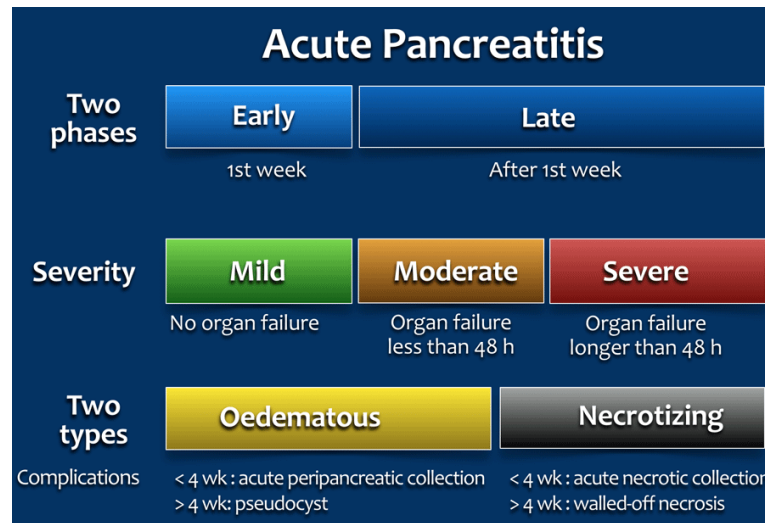 Acute Pancreatitis
Two
phases
Early
Late
1st week
After 1st week
Severity
Mild
Moderate
Severe
No organ failure
Organ failure
less than 48 h
Organ failure
longer than 48 h
Two
types
Oedematous
Necrotizing
Complications
< 4 wk : acute peripancreatic collection
> 4 wk: pseudocyst
< 4 wk : acute necrotic collection
> 4 wk : walled-off necrosis